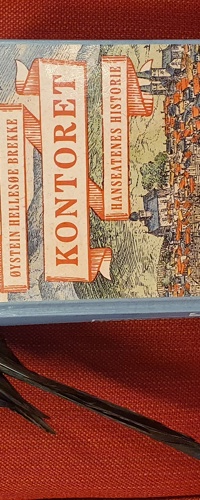 ØYSTEIN HELLESØE BREKKE
KONTORET
HANSEATENES HISTORIE